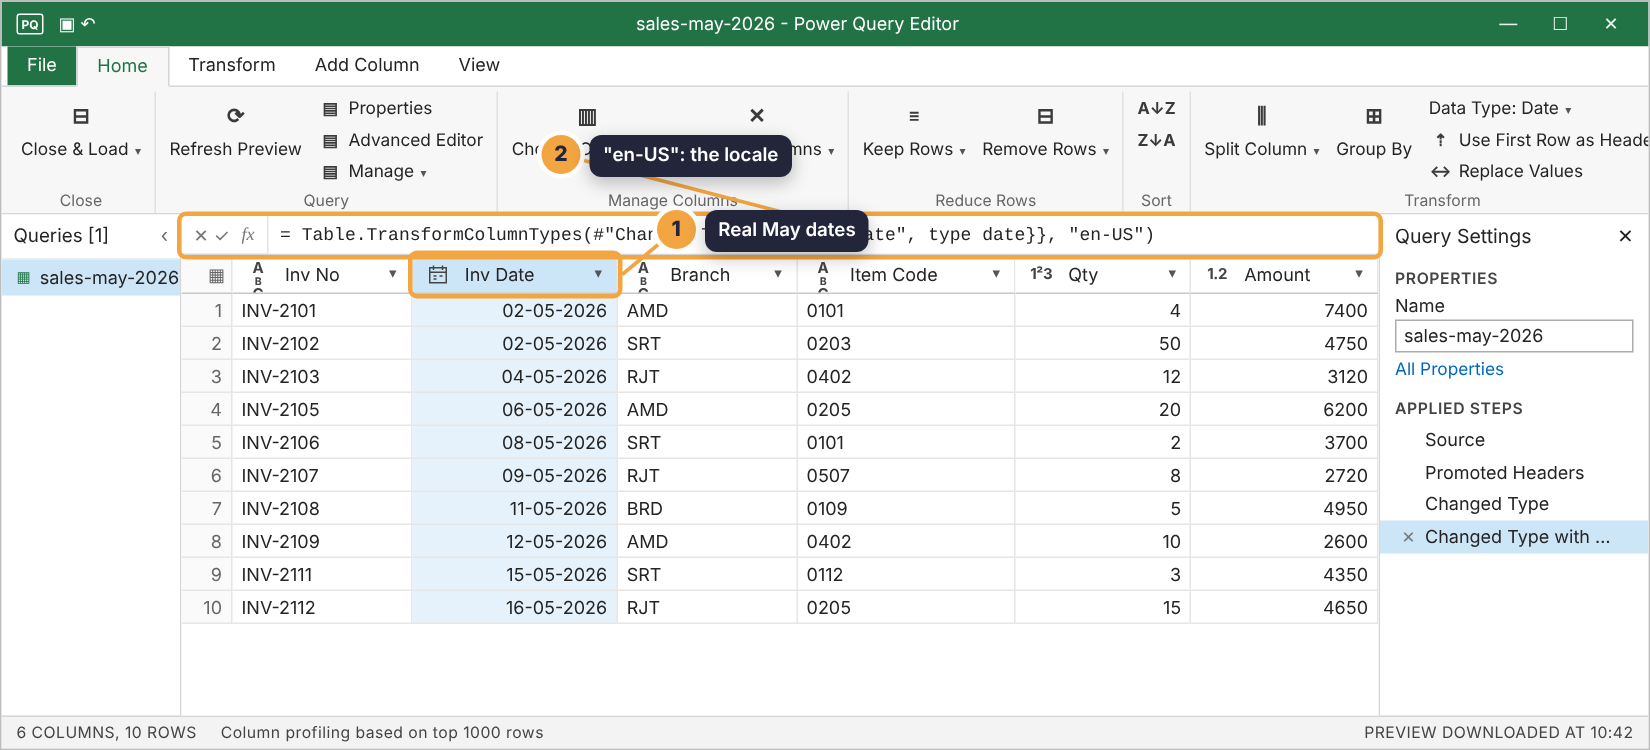 PQ
sales-may-2026 - Power Query Editor
File Home Transform Add Column View
Close & Load
Close
Refresh Preview
Properties
Advanced Editor
Manage
Query
2 "en-US": the locale
Manage Columns
Keep Rows
Remove Rows
Reduce Rows
A↓Z
Z↓A
Sort
Split Column
Group By
Data Type: Date
Use First Row as Heade
Replace Values
Transform
Queries [1]
sales-may-2026
fx = Table.TransformColumnTypes(#"Cha ate", type date}}, "en-US")
1 Real May dates
Inv No Inv Date Branch Item Code 1²3 Qty 1.2 Amount
1 INV-2101 02-05-2026 AMD 0101 4 7400
2 INV-2102 02-05-2026 SRT 0203 50 4750
3 INV-2103 04-05-2026 RJT 0402 12 3120
4 INV-2105 06-05-2026 AMD 0205 20 6200
5 INV-2106 08-05-2026 SRT 0101 2 3700
6 INV-2107 09-05-2026 RJT 0507 8 2720
7 INV-2108 11-05-2026 BRD 0109 5 4950
8 INV-2109 12-05-2026 AMD 0402 10 2600
9 INV-2111 15-05-2026 SRT 0112 3 4350
10 INV-2112 16-05-2026 RJT 0205 15 4650
Query Settings
PROPERTIES
Name
sales-may-2026
All Properties
APPLIED STEPS
Source
Promoted Headers
Changed Type
Changed Type with ...
6 COLUMNS, 10 ROWS Column profiling based on top 1000 rows
PREVIEW DOWNLOADED AT 10:42